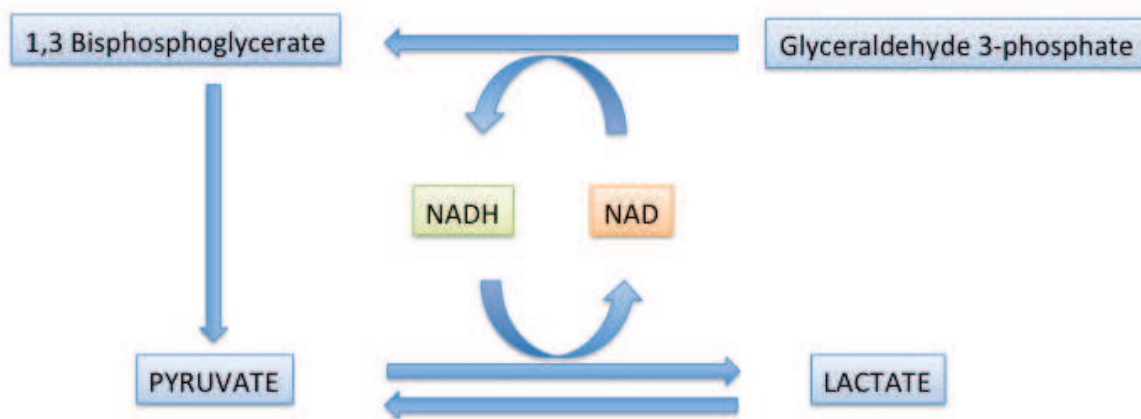 1,3 Bisphosphoglycerate
Glyceraldehyde 3-phosphate
NADH
NAD
PYRUVATE
LACTATE